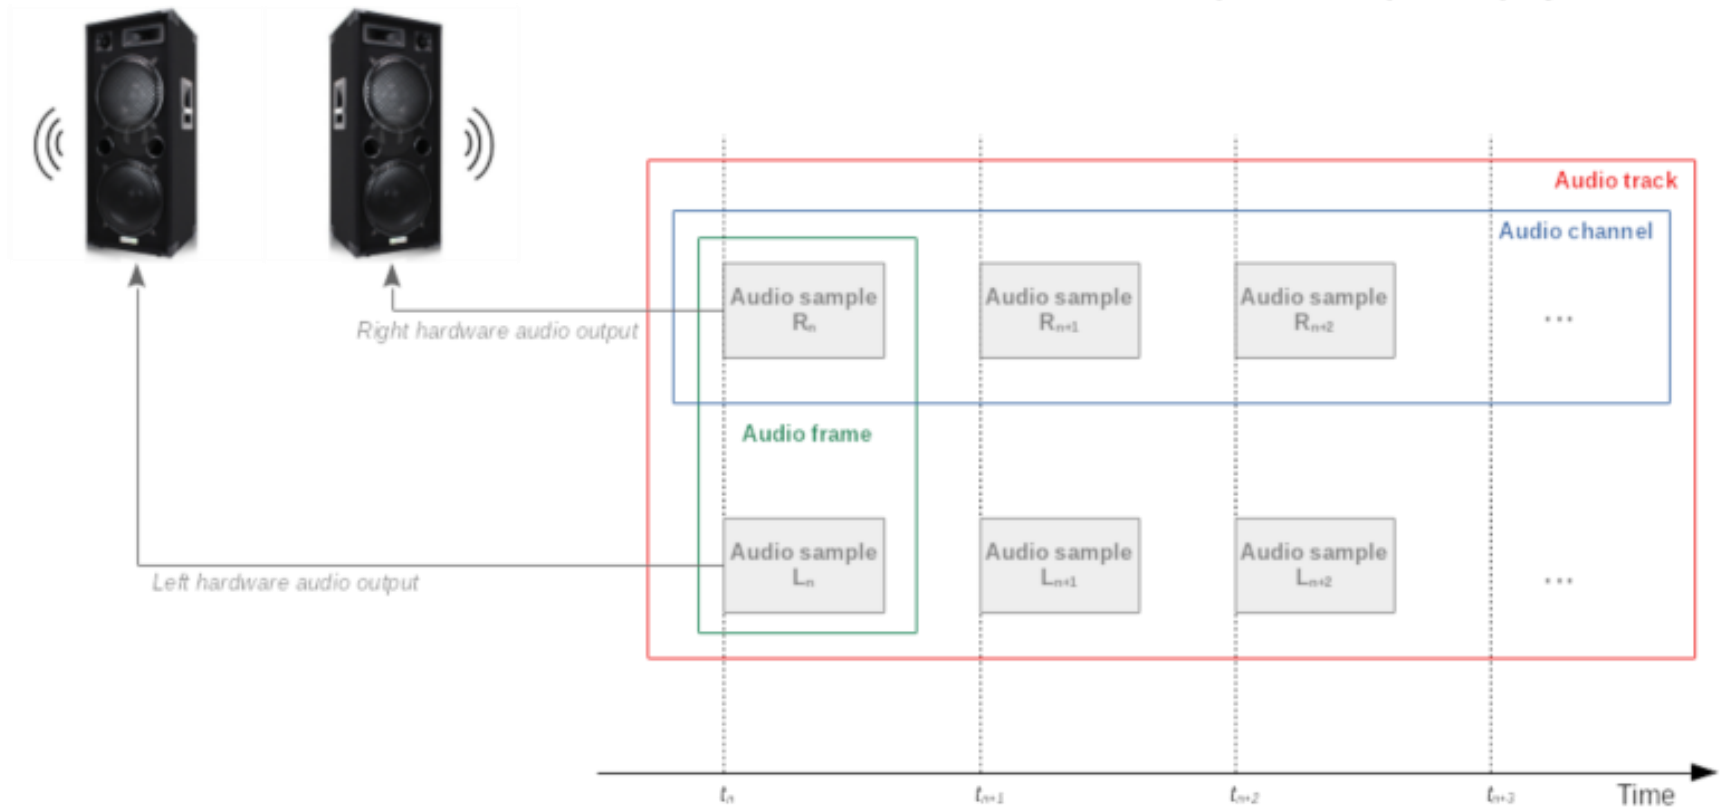 Audio track
Audio channel
Audio sample
Rn
Audio sample
Rn+1
Audio sample
Rn+2
...
Right hardware audio output
Audio frame
Audio sample
Ln
Audio sample
Ln+1
Audio sample
Ln+2
...
Left hardware audio output
tn
tn+1
tn+2
tn+3
Time